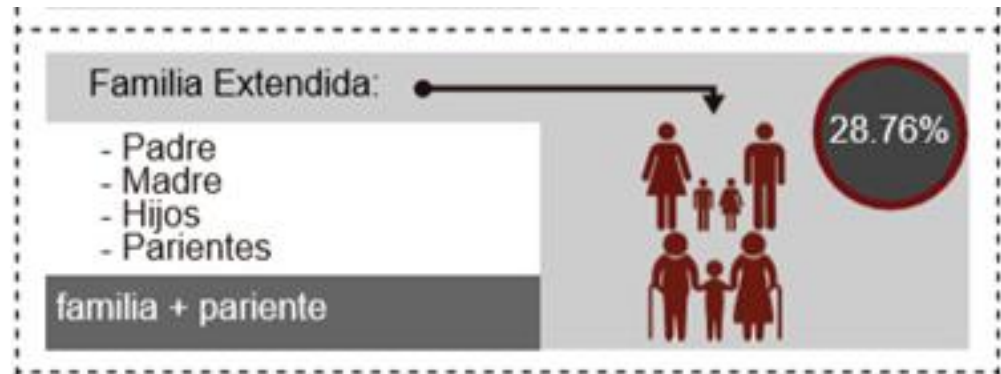 Familia Extendida:
28.76%
- Padre
- Madre
- Hijos
- Parientes
familia + pariente